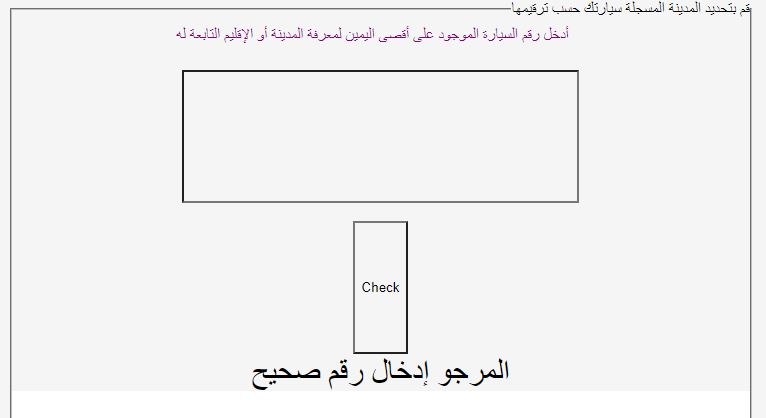 قم بتحديد المدينة المسجلة سيارتك حسب ترقيمها
أدخل رقم السيارة الموجود على أقصى اليمين لمعرفة المدينة أو الإقليم التابعة له
Check
المرجو إدخال رقم صحيح